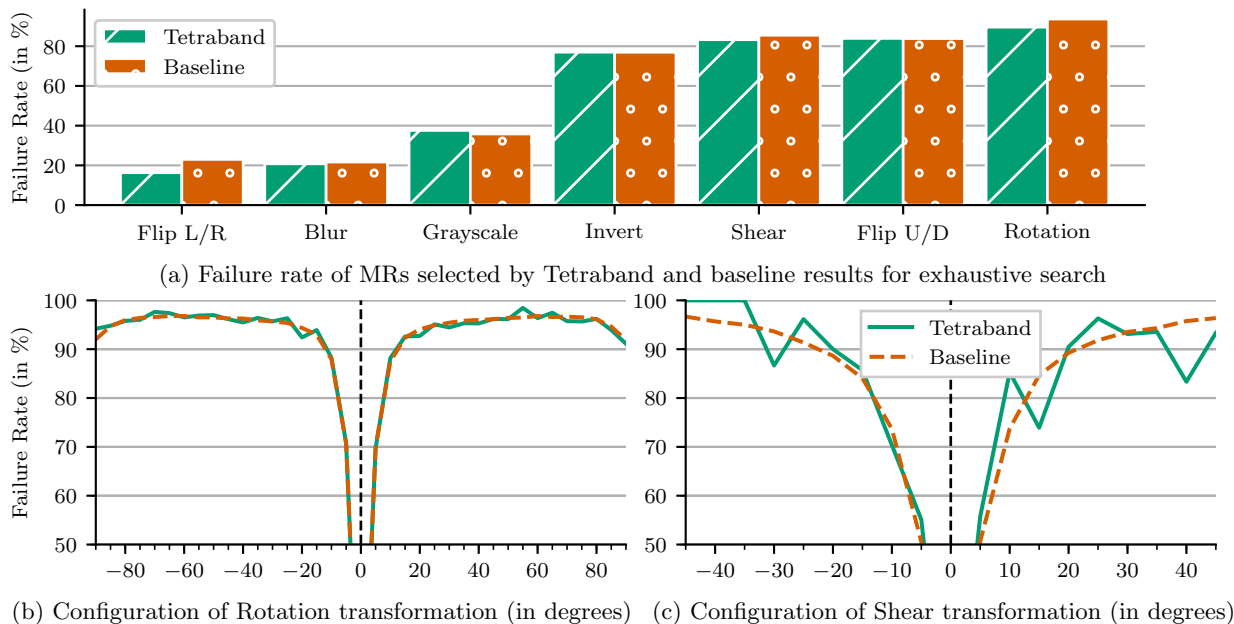 Failure Rate (in %)
80
60
40
20
0
Tetraband
Baseline
Flip L/R Blur Grayscale Invert Shear Flip U/D Rotation
(a) Failure rate of MRs selected by Tetraband and baseline results for exhaustive search
Failure Rate (in %)
100
90
80
70
60
50
−80 −60 −40 −20 0 20 40 60 80
(b) Configuration of Rotation transformation (in degrees)
100
90
80
70
60
50
Tetraband
Baseline
−40 −30 −20 −10 0 10 20 30 40
(c) Configuration of Shear transformation (in degrees)